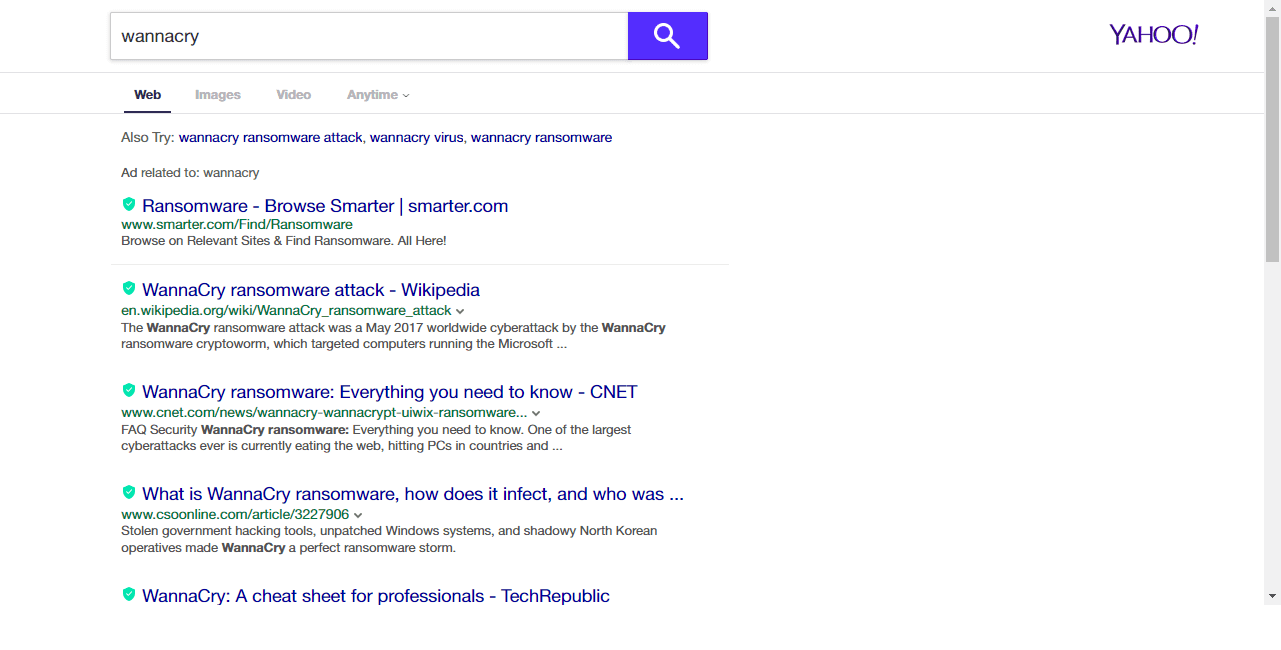 wannacry
YAHOO!
Web Images Video Anytime
Also Try: wannacry ransomware attack, wannacry virus, wannacry ransomware
Ad related to: wannacry
Ransomware - Browse Smarter | smarter.com
www.smarter.com/Find/Ransomware
Browse on Relevant Sites & Find Ransomware. All Here!
WannaCry ransomware attack - Wikipedia
en.wikipedia.org/wiki/WannaCry_ransomware_attack
The WannaCry ransomware attack was a May 2017 worldwide cyberattack by the WannaCry
ransomware cryptoworm, which targeted computers running the Microsoft ...
WannaCry ransomware: Everything you need to know - CNET
www.cnet.com/news/wannacry-wannacrypt-uiwix-ransomware...
FAQ Security WannaCry ransomware: Everything you need to know. One of the largest
cyberattacks ever is currently eating the web, hitting PCs in countries and ...
What is WannaCry ransomware, how does it infect, and who was ...
www.csoonline.com/article/3227906
Stolen government hacking tools, unpatched Windows systems, and shadowy North Korean
operatives made WannaCry a perfect ransomware storm.
WannaCry: A cheat sheet for professionals - TechRepublic